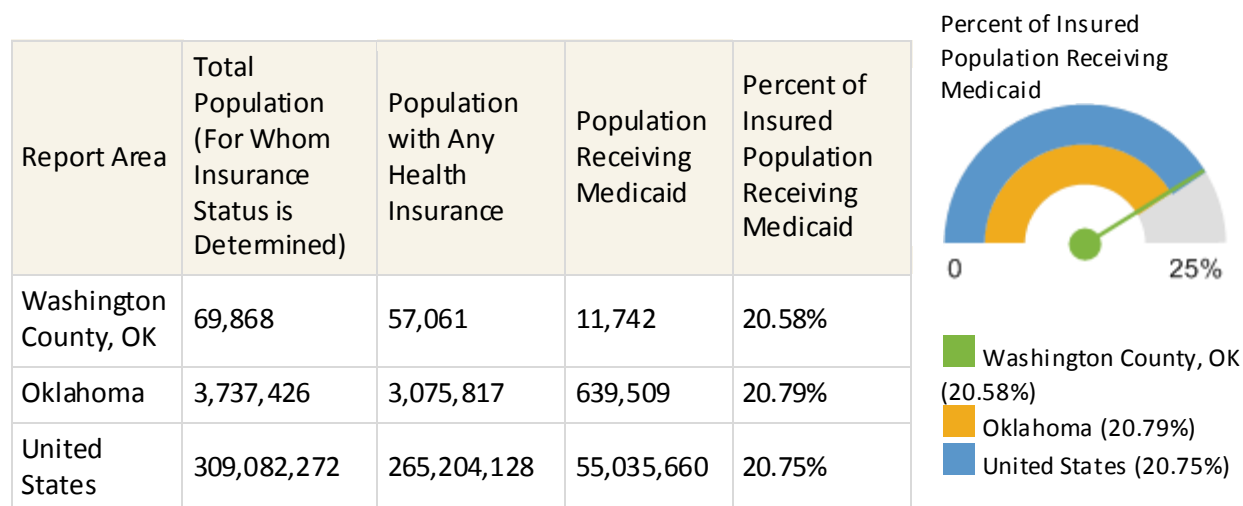 Report Area
Total
Population
(For Whom
Insurance
Status is
Determined)
Population
with Any
Health
Insurance
Population
Receiving
Medicaid
Percent of
Insured
Population
Receiving
Medicaid
Washington
County, OK
69,868
57,061
11,742
20.58%
Oklahoma
3,737,426
3,075,817
639,509
20.79%
United
States
309,082,272
265,204,128
55,035,660
20.75%
Percent of Insured
Population Receiving
Medicaid
0
25%
Washington County, OK
(20.58%)
Oklahoma (20.79%)
United States (20.75%)